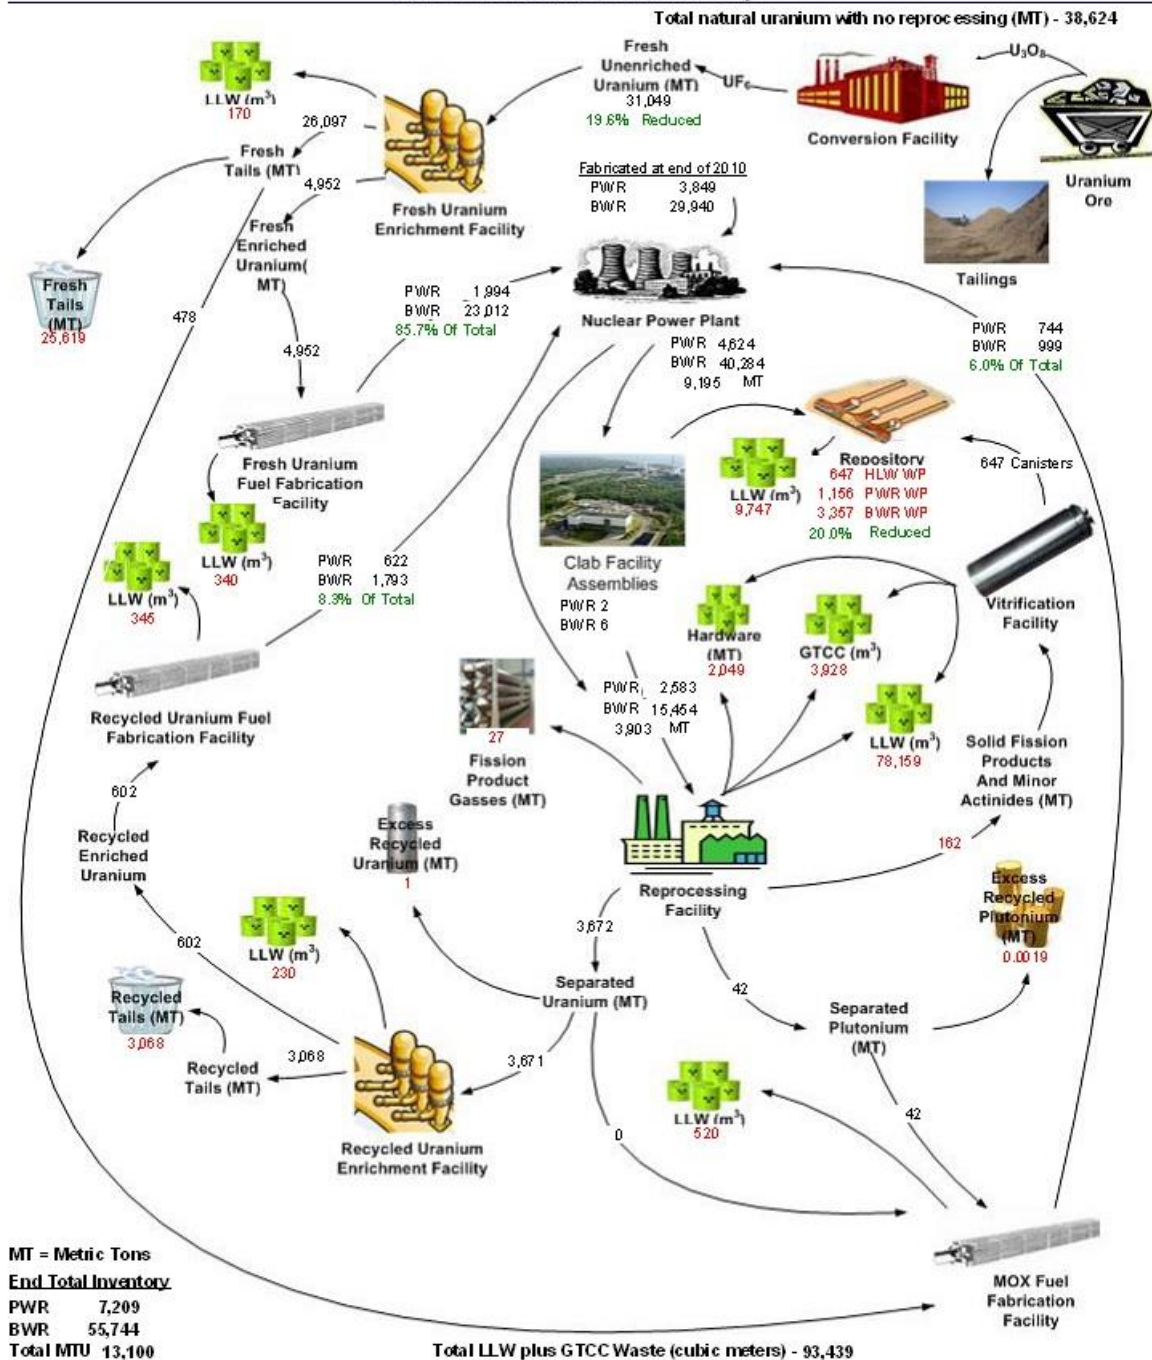 Total natural uranium with no reprocessing (MT) - 38,624
LLW (m³)
170
Fresh
Unenriched
Uranium (MT)
31,049
19.6% Reduced
UF₆
U₃O₈
Conversion Facility
Uranium
Ore
Tailings
26,097
Fresh
Tails (MT)
4,952
Fresh Uranium
Enrichment Facility
Fresh
Enriched
Uranium(
MT)
Fresh
Tails
(MT)
25,619
478
4,952
Fabricated at end of 2010
PWR 3,849
BWR 29,940
Nuclear Power Plant
PWR 1,994
BWR 23,012
85.7% Of Total
PWR 4,624
BWR 40,284
9,195 MT
PWR 744
BWR 999
6.0% Of Total
Fresh Uranium
Fuel Fabrication
Facility
LLW (m³)
340
LLW (m³)
9,747
Repository
647 HLW WP
1,156 PWR WP
3,357 BWR WP
20.0% Reduced
647 Canisters
Clab Facility
Assemblies
PWR 2
BWR 6
LLW (m³)
345
PWR 622
BWR 1,793
8.3% Of Total
Hardware
(MT)
2,049
GTCC (m³)
3,928
Vitrification
Facility
Recycled Uranium Fuel
Fabrication Facility
PWR 2,583
BWR 15,454
3,903 MT
LLW (m³)
78,159
Solid Fission
Products
And Minor
Actinides (MT)
27
Fission
Product
Gasses (MT)
602
Recycled
Enriched
Uranium
Excess
Recycled
Uranium (MT)
1
Reprocessing
Facility
162
Excess
Recycled
Plutonium
(MT)
0.0019
602
LLW (m³)
230
3,672
Separated
Uranium (MT)
42
Separated
Plutonium
(MT)
Recycled
Tails (MT)
3,068
Recycled
Tails (MT)
3,068
3,671
Recycled Uranium
Enrichment Facility
LLW (m³)
520
0
42
MOX Fuel
Fabrication
Facility
MT = Metric Tons
End Total Inventory
PWR 7,209
BWR 55,744
Total MTU 13,100
Total LLW plus GTCC Waste (cubic meters) - 93,439